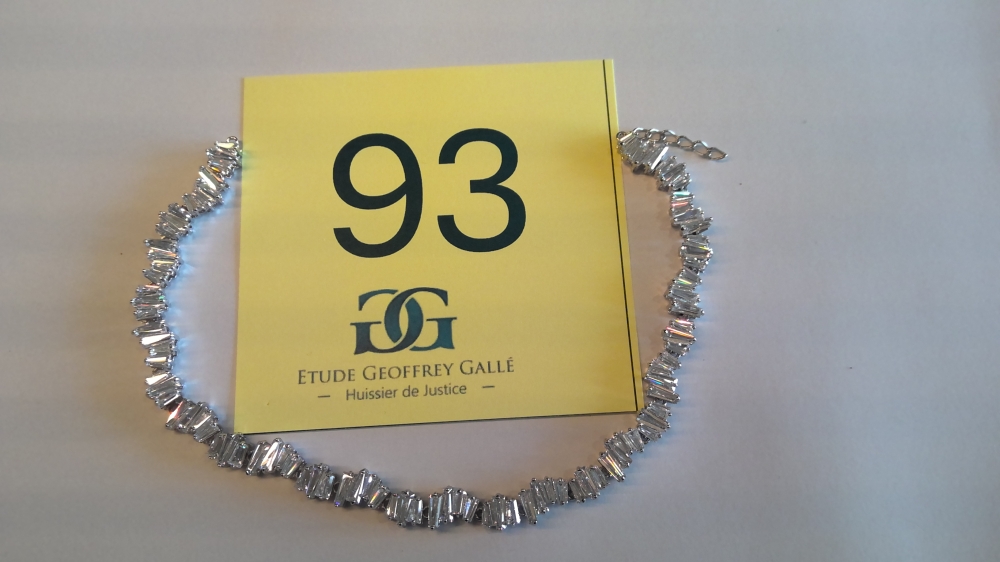 93
GG
ETUDE GEOFFREY GALLÉ
— Huissier de Justice —